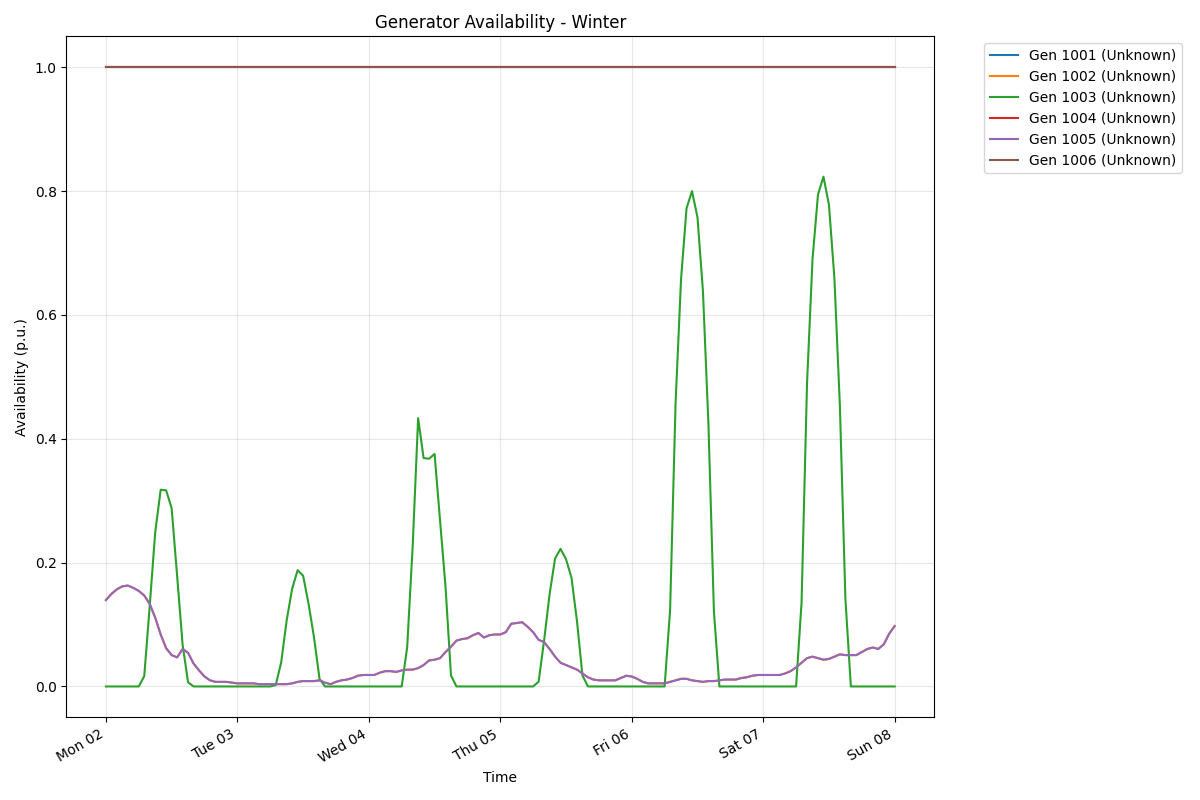 Generator Availability - Winter
Gen 1001 (Unknown)
Gen 1002 (Unknown)
Gen 1003 (Unknown)
Gen 1004 (Unknown)
Gen 1005 (Unknown)
Gen 1006 (Unknown)
1.0
0.8
0.6
0.4
0.2
0.0
Availability (p.u.)
Mon 02
Tue 03
Wed 04
Thu 05
Fri 06
Sat 07
Sun 08
Time